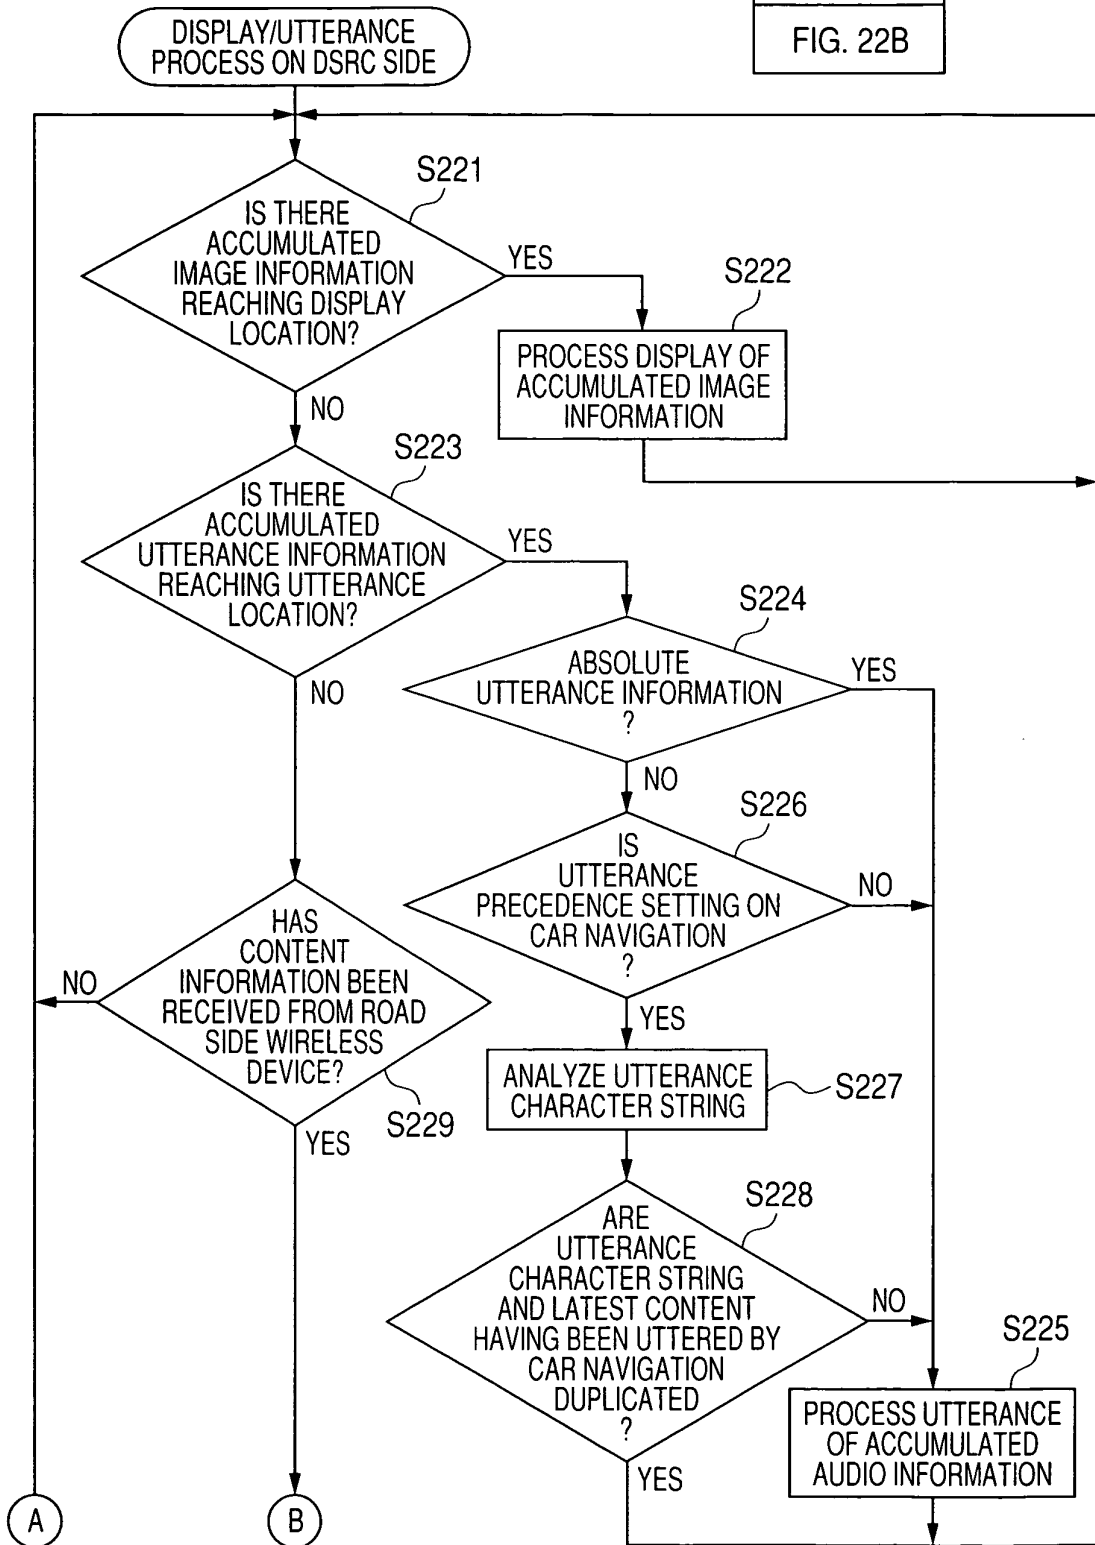 DISPLAY/UTTERANCE
PROCESS ON DSRC SIDE
FIG. 22B
S221
IS THERE
ACCUMULATED
IMAGE INFORMATION
REACHING DISPLAY
LOCATION?
YES
S222
PROCESS DISPLAY OF
ACCUMULATED IMAGE
INFORMATION
NO
S223
IS THERE
ACCUMULATED
UTTERANCE INFORMATION
REACHING UTTERANCE
LOCATION?
YES
S224
ABSOLUTE
UTTERANCE INFORMATION
?
YES
NO
NO
S226
IS
UTTERANCE
PRECEDENCE SETTING ON
CAR NAVIGATION
?
NO
HAS
CONTENT
INFORMATION BEEN
RECEIVED FROM ROAD
SIDE WIRELESS
DEVICE?
NO
S229
YES
YES
ANALYZE UTTERANCE
CHARACTER STRING
S227
S228
ARE
UTTERANCE
CHARACTER STRING
AND LATEST CONTENT
HAVING BEEN UTTERED BY
CAR NAVIGATION
DUPLICATED
?
NO
S225
PROCESS UTTERANCE
OF ACCUMULATED
AUDIO INFORMATION
YES
A
B